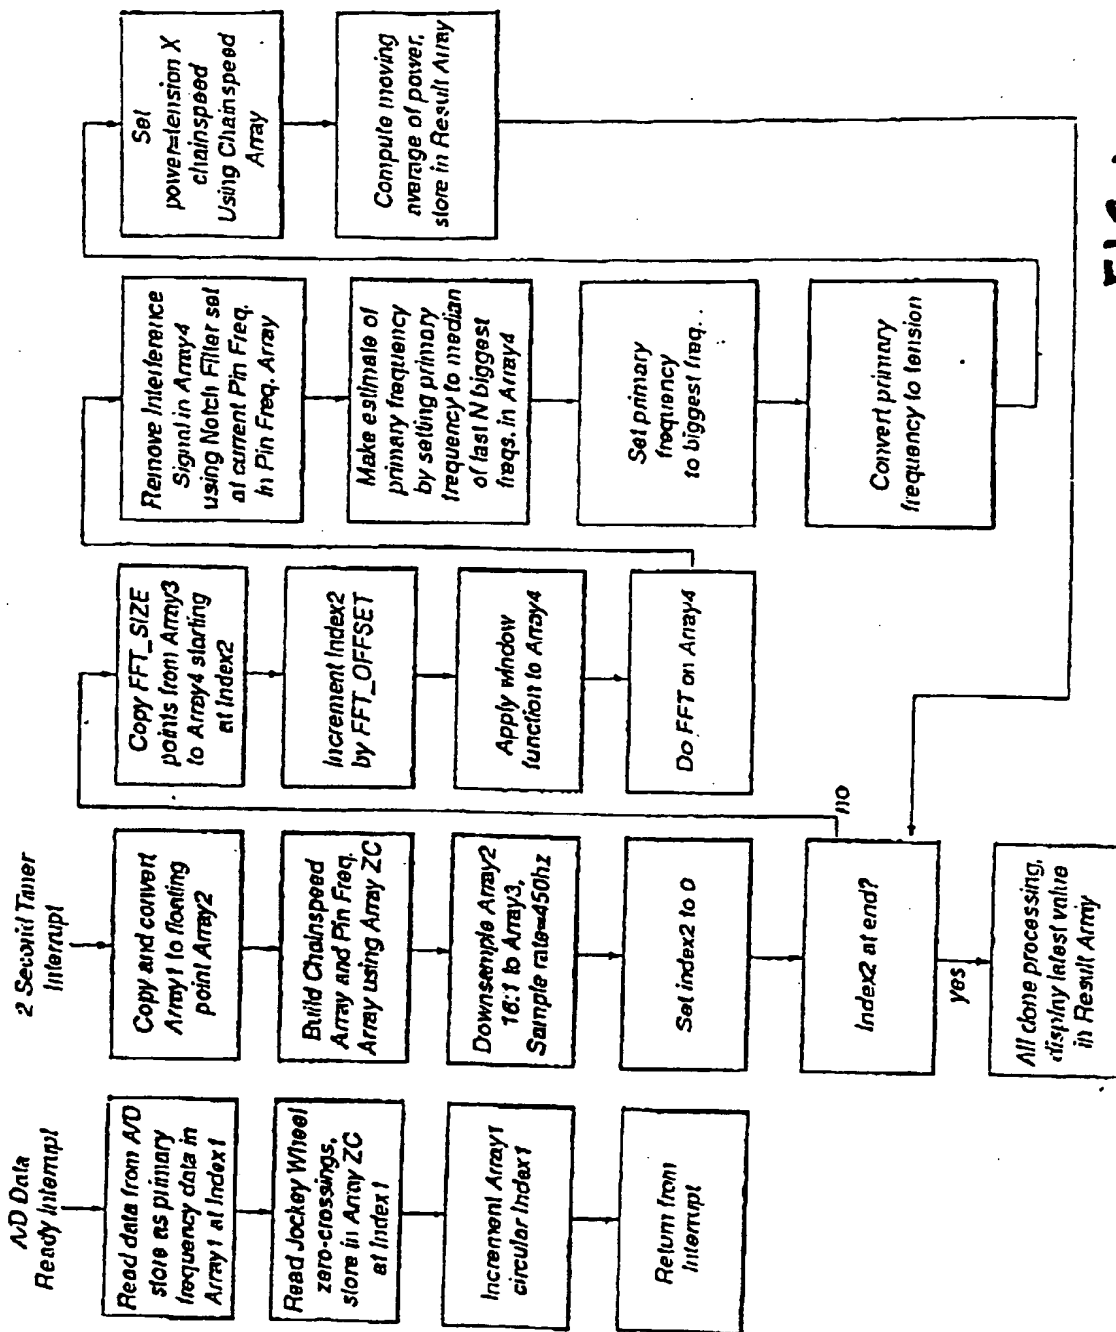 A/D Data
Ready Interrupt
Read data from A/D
store as primary
frequency data in
Array1 at Index1
Read Jockey Wheel
zero-crossings,
store in Array ZC
at Index1
Increment Array1
circular Index1
Return from
Interrupt
2 Second Timer
Interrupt
Copy and convert
Array1 to floating
point Array2
Build Chainspeed
Array and Pin Freq.
Array using Array ZC
Downsample Array2
16:1 to Array3,
Sample rate=450hz
Set index2 to 0
Index2 at end?
no
yes
All done processing,
display latest value
in Result Array
Copy FFT_SIZE
points from Array3
to Array4 starting
at Index2
Increment Index2
by FFT_OFFSET
Apply window
function to Array4
Do FFT on Array4
Remove Interference
Signal in Array4
using Notch Filter set
at current Pin Freq.
in Pin Freq. Array
Make estimate of
primary frequency
by setting primary
frequency to median
of last N biggest
freqs. in Array4
Set primary
frequency
to biggest freq..
Convert primary
frequency to tension
Set
power=tension X
chainspeed
Using Chainspeed
Array
Compute moving
average of power,
store in Result Array